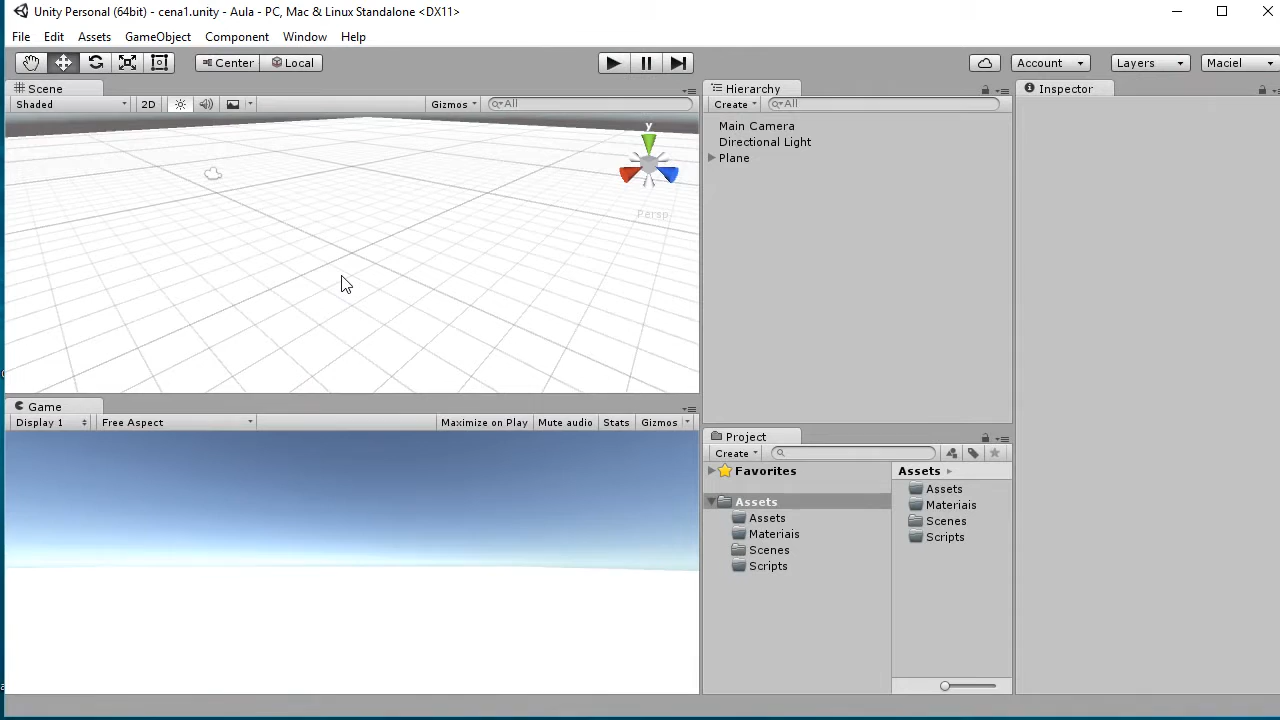 Unity Personal (64bit) - cena1.unity - Aula - PC, Mac & Linux Standalone <DX11>
File Edit Assets GameObject Component Window Help
Center Local Account Layers Maciel
Scene
Shaded 2D Gizmos All
y
Persp
Hierarchy
Create All
Main Camera
Directional Light
Plane
Inspector
Game
Display 1 Free Aspect Maximize on Play Mute audio Stats Gizmos
Project
Create
Favorites
Assets
Assets
Materiais
Scenes
Scripts
Assets
Assets
Materiais
Scenes
Scripts